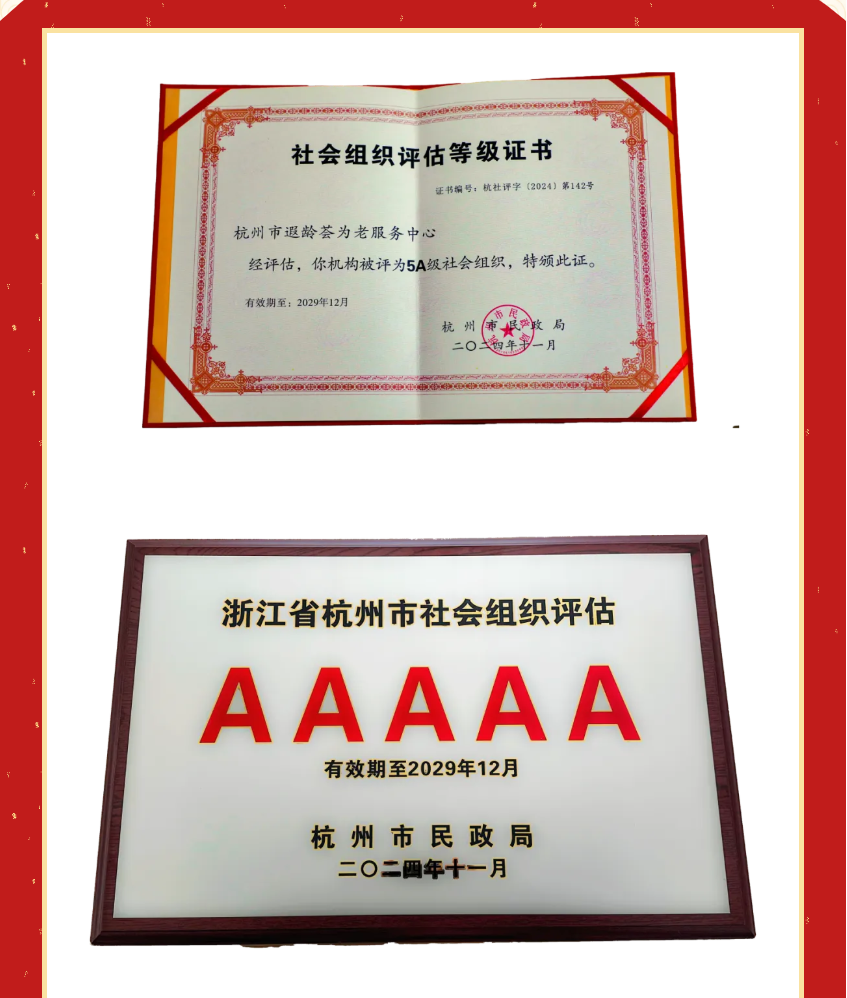 社会组织评估等级证书
证书编号：杭社评字〔2024〕第142号
杭州市遐龄荟为老服务中心
经评估，你机构被评为5A级社会组织，特颁此证。
有效期至：2029年12月
杭州市民政局
二〇二四年十一月
浙江省杭州市社会组织评估
AAAAA
有效期至2029年12月
杭州市民政局
二〇二四年十一月